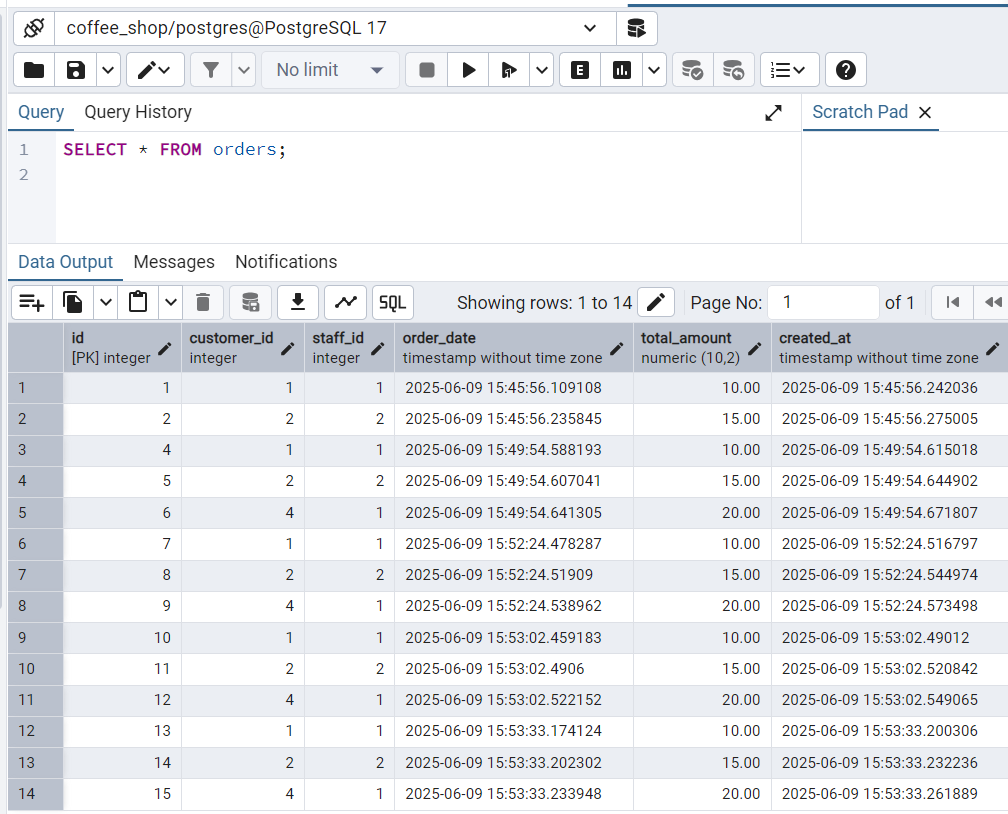 coffee_shop/postgres@PostgreSQL 17
No limit
E
Query Query History Scratch Pad
1 SELECT * FROM orders;
2
Data Output Messages Notifications
SQL Showing rows: 1 to 14 Page No: 1 of 1
id customer_id staff_id order_date total_amount created_at
[PK] integer integer integer timestamp without time zone numeric (10,2) timestamp without time zone
1 1 1 1 2025-06-09 15:45:56.109108 10.00 2025-06-09 15:45:56.242036
2 2 2 2 2025-06-09 15:45:56.235845 15.00 2025-06-09 15:45:56.275005
3 4 1 1 2025-06-09 15:49:54.588193 10.00 2025-06-09 15:49:54.615018
4 5 2 2 2025-06-09 15:49:54.607041 15.00 2025-06-09 15:49:54.644902
5 6 4 1 2025-06-09 15:49:54.641305 20.00 2025-06-09 15:49:54.671807
6 7 1 1 2025-06-09 15:52:24.478287 10.00 2025-06-09 15:52:24.516797
7 8 2 2 2025-06-09 15:52:24.51909 15.00 2025-06-09 15:52:24.544974
8 9 4 1 2025-06-09 15:52:24.538962 20.00 2025-06-09 15:52:24.573498
9 10 1 1 2025-06-09 15:53:02.459183 10.00 2025-06-09 15:53:02.49012
10 11 2 2 2025-06-09 15:53:02.4906 15.00 2025-06-09 15:53:02.520842
11 12 4 1 2025-06-09 15:53:02.522152 20.00 2025-06-09 15:53:02.549065
12 13 1 1 2025-06-09 15:53:33.174124 10.00 2025-06-09 15:53:33.200306
13 14 2 2 2025-06-09 15:53:33.202302 15.00 2025-06-09 15:53:33.232236
14 15 4 1 2025-06-09 15:53:33.233948 20.00 2025-06-09 15:53:33.261889